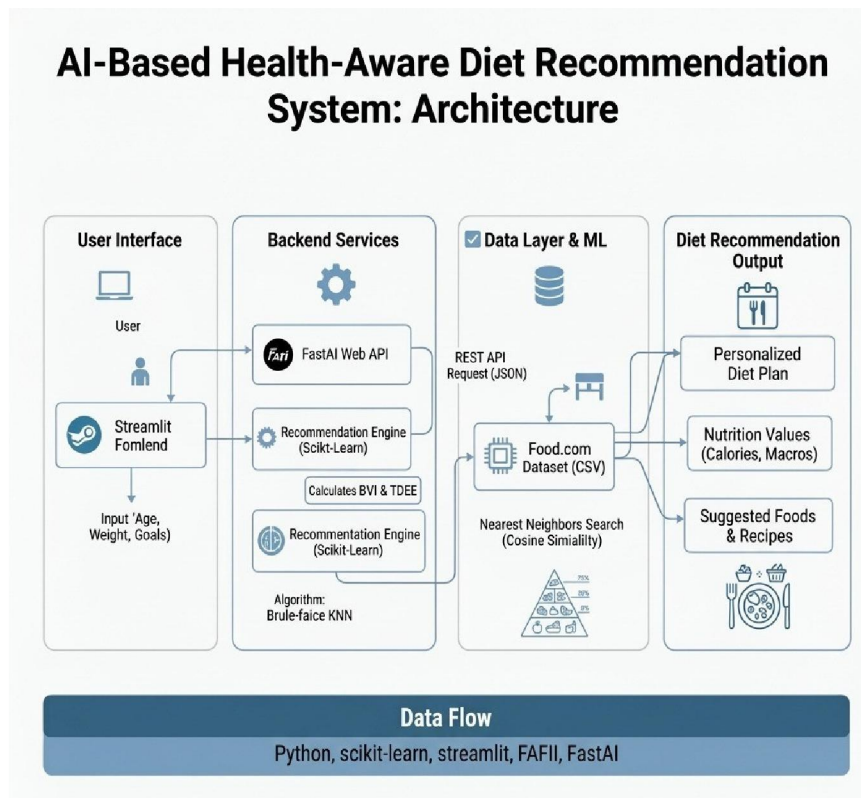 AI-Based Health-Aware Diet Recommendation
System: Architecture
User Interface
User
Streamlit
Fomlend
Input 'Age,
Weight, Goals)
Backend Services
FastAI Web API
Recommendation Engine
(Scikt-Learn)
Calculates BVI & TDEE
Recommentation Engine
(Scikit-Learn)
Algorithm:
Brule-faice KNN
Data Layer & ML
REST API
Request (JSON)
Food.com
Dataset (CSV)
Nearest Neighbors Search
(Cosine Simialilty)
Diet Recommendation
Output
Personalized
Diet Plan
Nutrition Values
(Calories, Macros)
Suggested Foods
& Recipes
Data Flow
Python, scikit-learn, streamlit, FAFII, FastAI